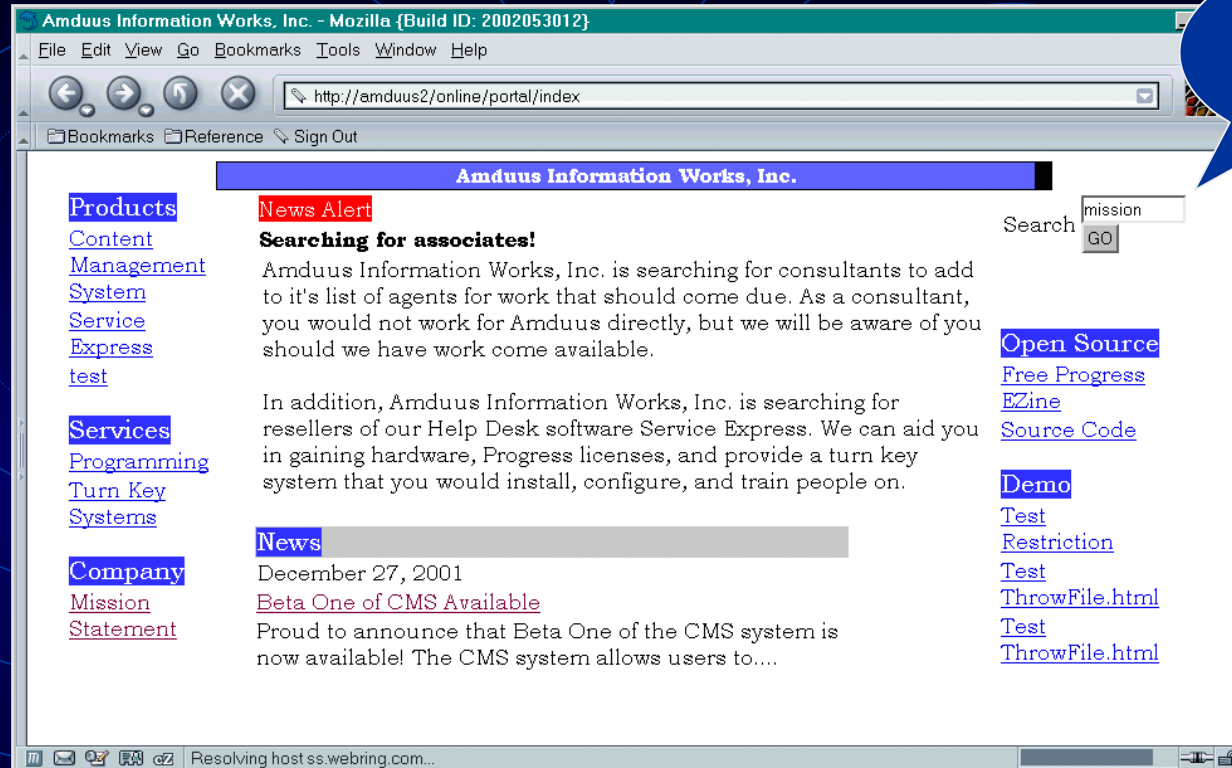 Amduus Information Works, Inc. - Mozilla {Build ID: 2002053012}
File Edit View Go Bookmarks Tools Window Help
http://amduus2/online/portal/index
Bookmarks Reference Sign Out
Amduus Information Works, Inc.
Products
Content
Management
System
Service
Express
test
Services
Programming
Turn Key
Systems
Company
Mission
Statement
News Alert
Searching for associates!
Amduus Information Works, Inc. is searching for consultants to add
to it's list of agents for work that should come due. As a consultant,
you would not work for Amduus directly, but we will be aware of you
should we have work come available.
In addition, Amduus Information Works, Inc. is searching for
resellers of our Help Desk software Service Express. We can aid you
in gaining hardware, Progress licenses, and provide a turn key
system that you would install, configure, and train people on.
News
December 27, 2001
Beta One of CMS Available
Proud to announce that Beta One of the CMS system is
now available! The CMS system allows users to....
Search mission
GO
Open Source
Free Progress
EZine
Source Code
Demo
Test
Restriction
Test
ThrowFile.html
Test
ThrowFile.html
Resolving host ss.webring.com...